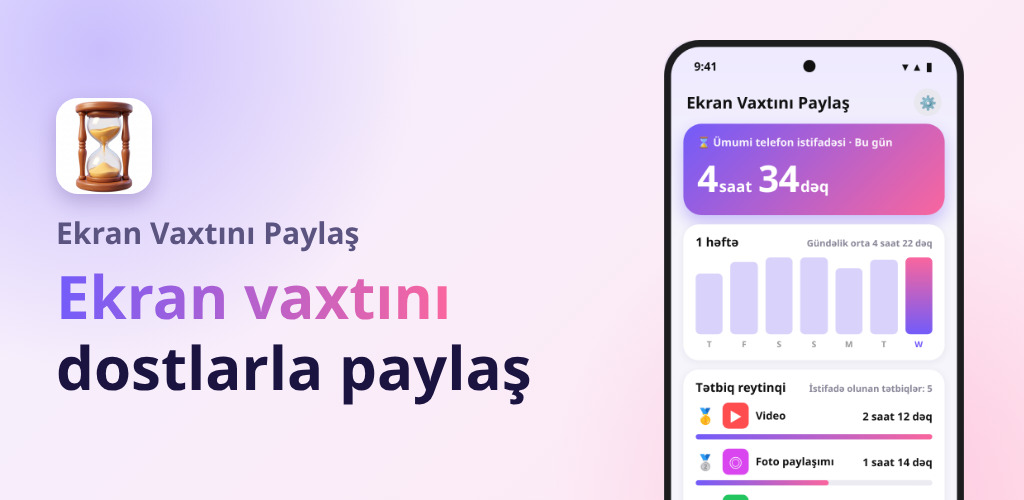 Ekran Vaxtını Paylaş
Ekran vaxtını
dostlarla paylaş
9:41
Ekran Vaxtını Paylaş
Ümumi telefon istifadəsi · Bu gün
4saat 34dəq
1 həftə
Gündəlik orta 4 saat 22 dəq
T F S S M T W
Tətbiq reytinqi
İstifadə olunan tətbiqlər: 5
Video 2 saat 12 dəq
Foto paylaşımı 1 saat 14 dəq